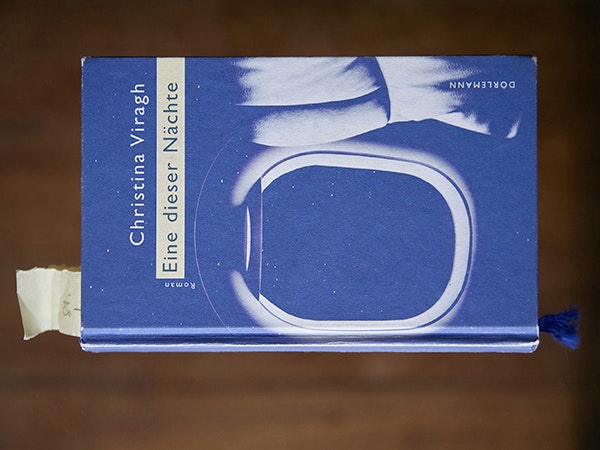 Christina Viragh
Eine dieser Nächte
Roman
DÖRLEMANN